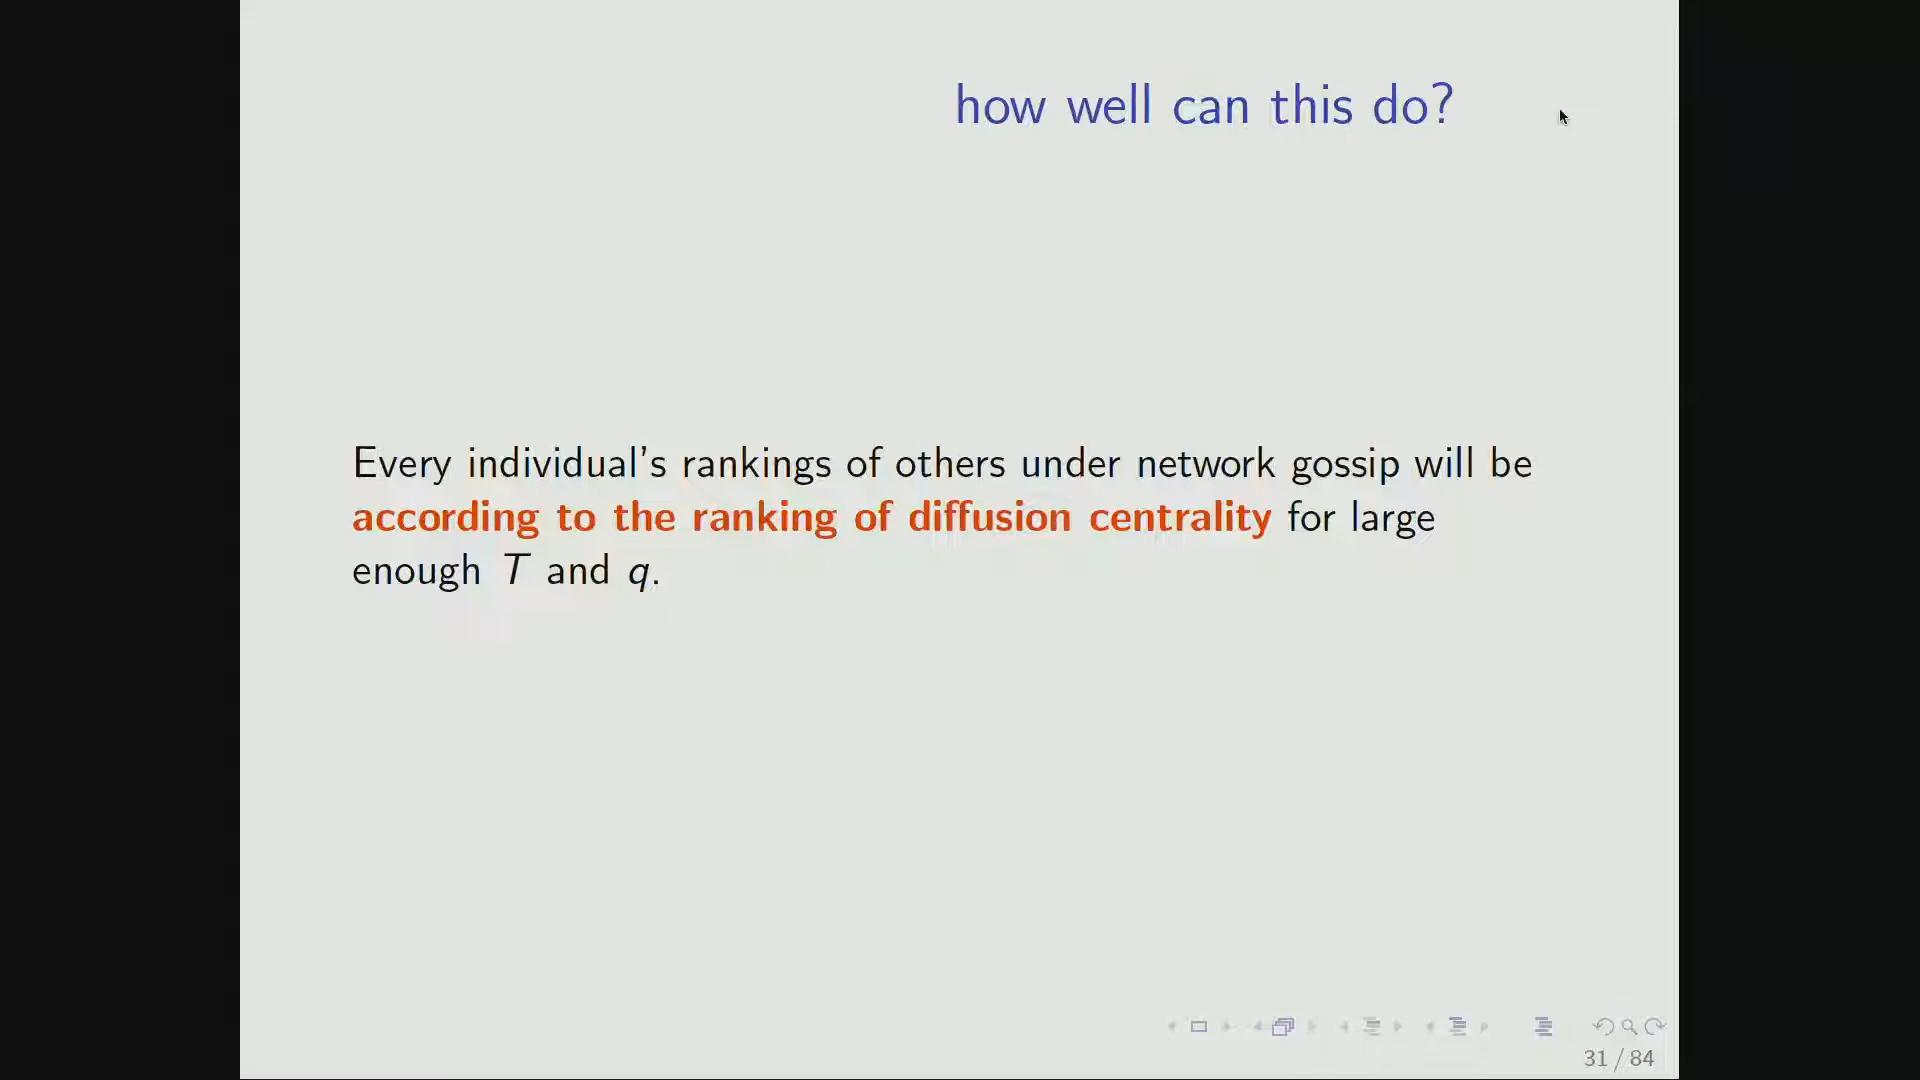 how well can this do?
Every individual's rankings of others under network gossip will be
according to the ranking of diffusion centrality for large
enough T and q.
31 / 84